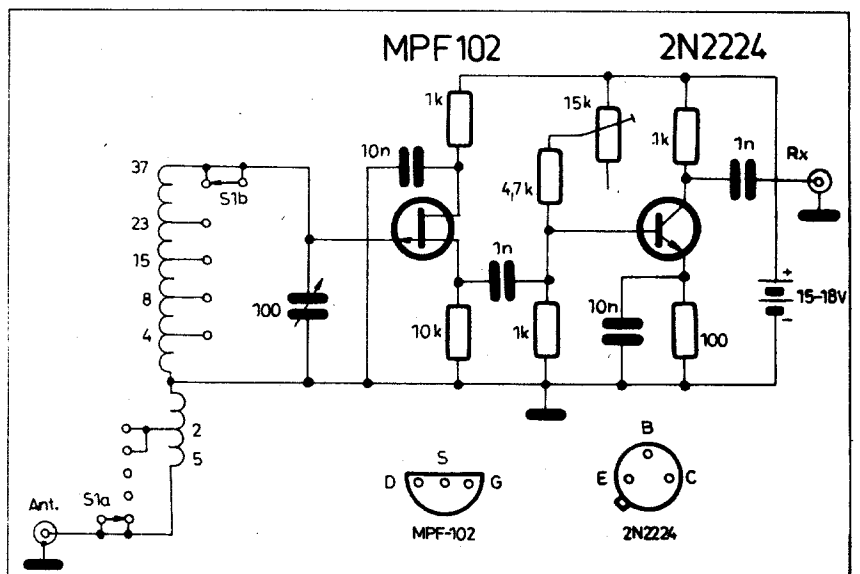 MPF102
2N2224
1k
15k
10n
1k
1n
Rx
37
S1b
4,7k
23
15
1n
8
100
10n
+
15-18V
4
10k
1k
100
-
2
B
5
S
D
G
E
C
Ant.
S1a
MPF-102
2N2224